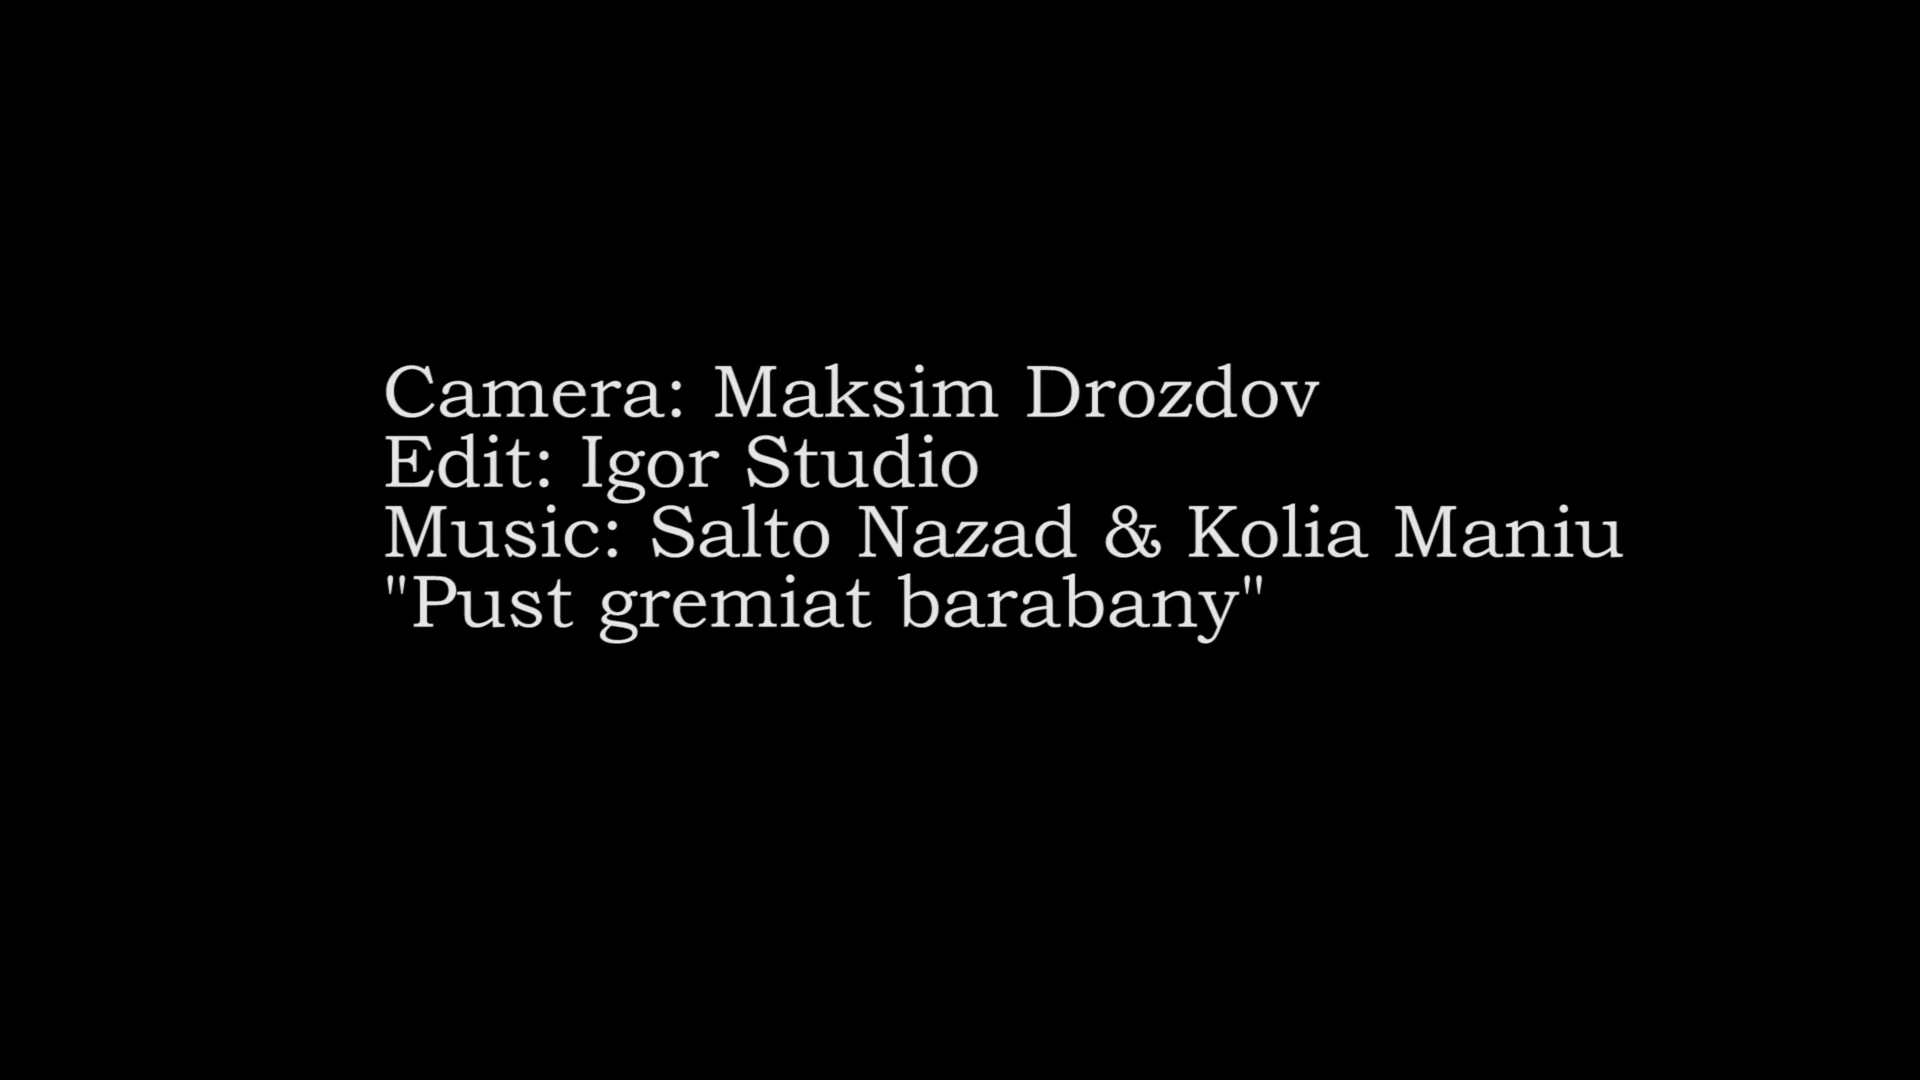 Camera: Maksim Drozdov
Edit: Igor Studio
Music: Salto Nazad & Kolia Maniu
"Pust gremiat barabany"